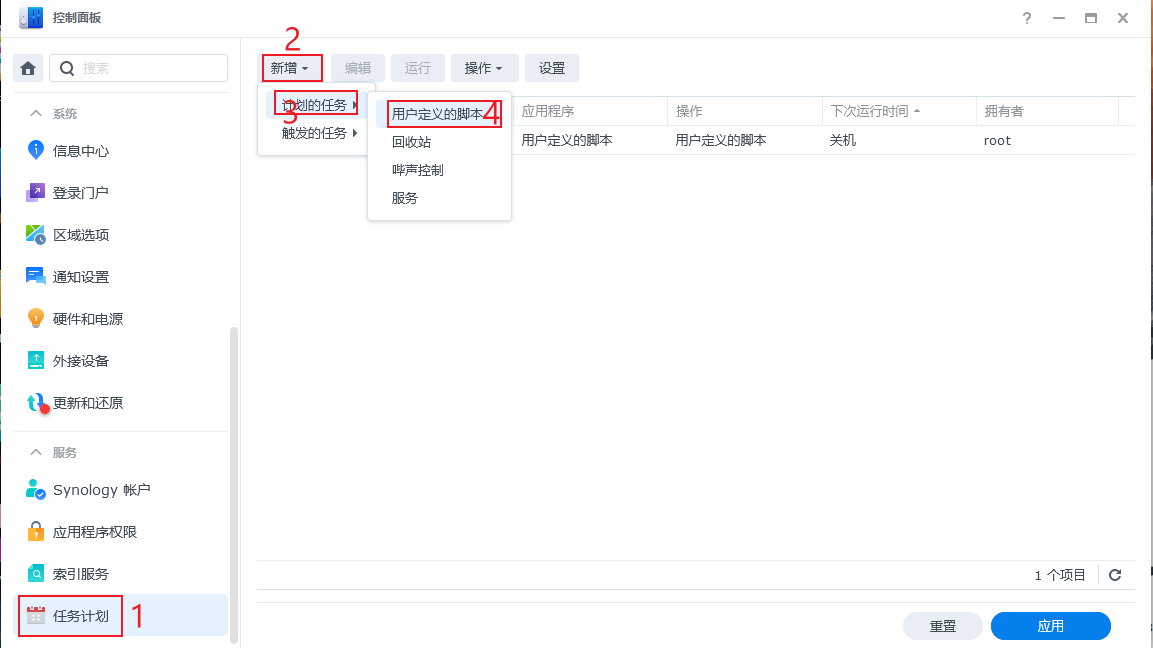 控制面板
?
搜索
系统
信息中心
登录门户
区域选项
通知设置
硬件和电源
外接设备
更新和还原
服务
Synology 帐户
应用程序权限
索引服务
任务计划
1
2
新增
编辑
运行
操作
设置
计划的任务
3
触发的任务
用户定义的脚本
4
回收站
哔声控制
服务
应用程序
操作
下次运行时间
拥有者
用户定义的脚本
用户定义的脚本
关机
root
1 个项目
重置
应用